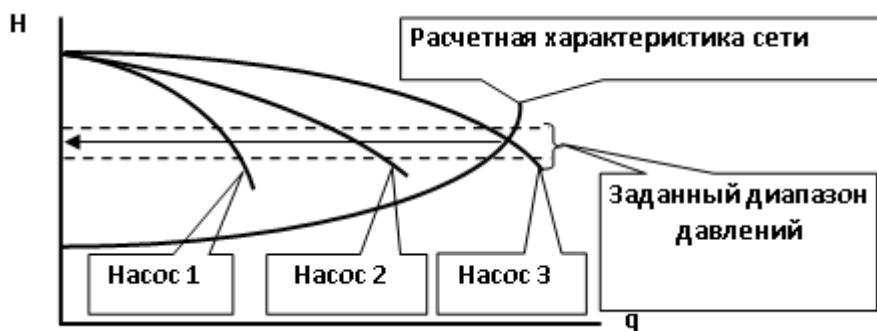 H
Расчетная характеристика сети
Заданный диапазон
давлений
Насос 1
Насос 2
Насос 3
q